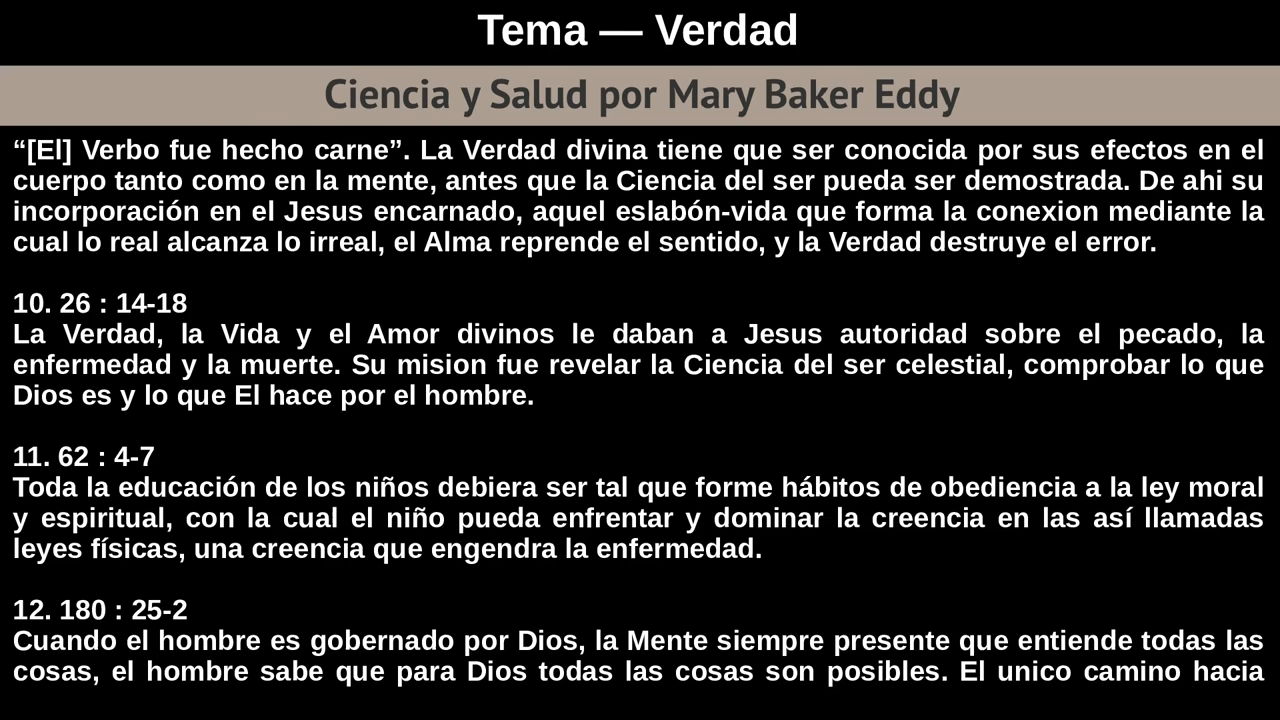 Tema — Verdad
Ciencia y Salud por Mary Baker Eddy
“[El] Verbo fue hecho carne”. La Verdad divina tiene que ser conocida por sus efectos en el
cuerpo tanto como en la mente, antes que la Ciencia del ser pueda ser demostrada. De ahi su
incorporación en el Jesus encarnado, aquel eslabón-vida que forma la conexion mediante la
cual lo real alcanza lo irreal, el Alma reprende el sentido, y la Verdad destruye el error.
10. 26 : 14-18
La Verdad, la Vida y el Amor divinos le daban a Jesus autoridad sobre el pecado, la
enfermedad y la muerte. Su mision fue revelar la Ciencia del ser celestial, comprobar lo que
Dios es y lo que El hace por el hombre.
11. 62 : 4-7
Toda la educación de los niños debiera ser tal que forme hábitos de obediencia a la ley moral
y espiritual, con la cual el niño pueda enfrentar y dominar la creencia en las así llamadas
leyes físicas, una creencia que engendra la enfermedad.
12. 180 : 25-2
Cuando el hombre es gobernado por Dios, la Mente siempre presente que entiende todas las
cosas, el hombre sabe que para Dios todas las cosas son posibles. El unico camino hacia